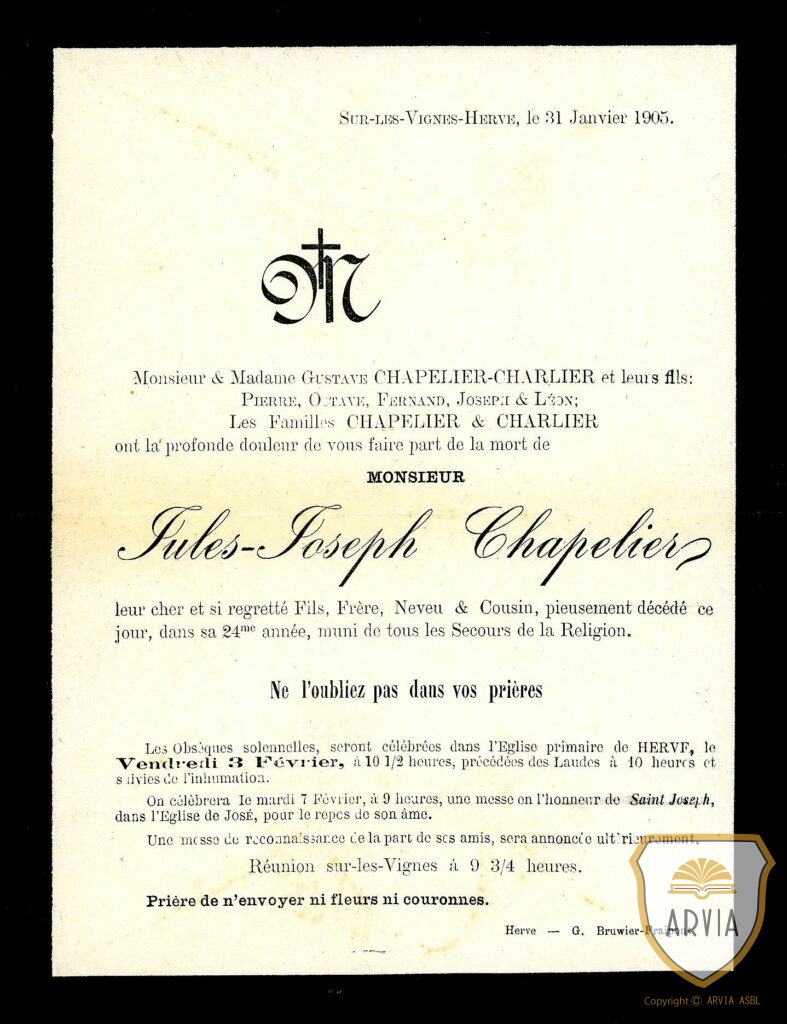 SUR-LES-VIGNES-HERVE, le 31 Janvier 1905.
Monsieur & Madame GUSTAVE CHAPELIER-CHARLIER et leurs fils:
PIERRE, OCTAVE, FERNAND, JOSEPH & LÉON;
Les Familles CHAPELIER & CHARLIER
ont la profonde douleur de vous faire part de la mort de
MONSIEUR
Jules-Joseph Chapelier
leur cher et si regretté Fils, Frère, Neveu & Cousin, pieusement décédé ce
jour, dans sa 24me année, muni de tous les Secours de la Religion.
Ne l'oubliez pas dans vos prières
Les Obsèques solennelles, seront célébrées dans l'Eglise primaire de HERVE, le
Vendredi 3 Février, à 10 1/2 heures, précédées des Laudes à 10 heures et
suivies de l'inhumation.
On célèbrera le mardi 7 Février, à 9 heures, une messe en l'honneur de Saint Joseph,
dans l'Eglise de JOSÉ, pour le repos de son âme.
Une messe de reconnaissance de la part de ses amis, sera annoncée ultérieurement.
Réunion sur-les-Vignes à 9 3/4 heures.
Prière de n'envoyer ni fleurs ni couronnes.
Herve — G. Bruwier-Fraipont
ARVIA
Copyright © ARVIA ASBL